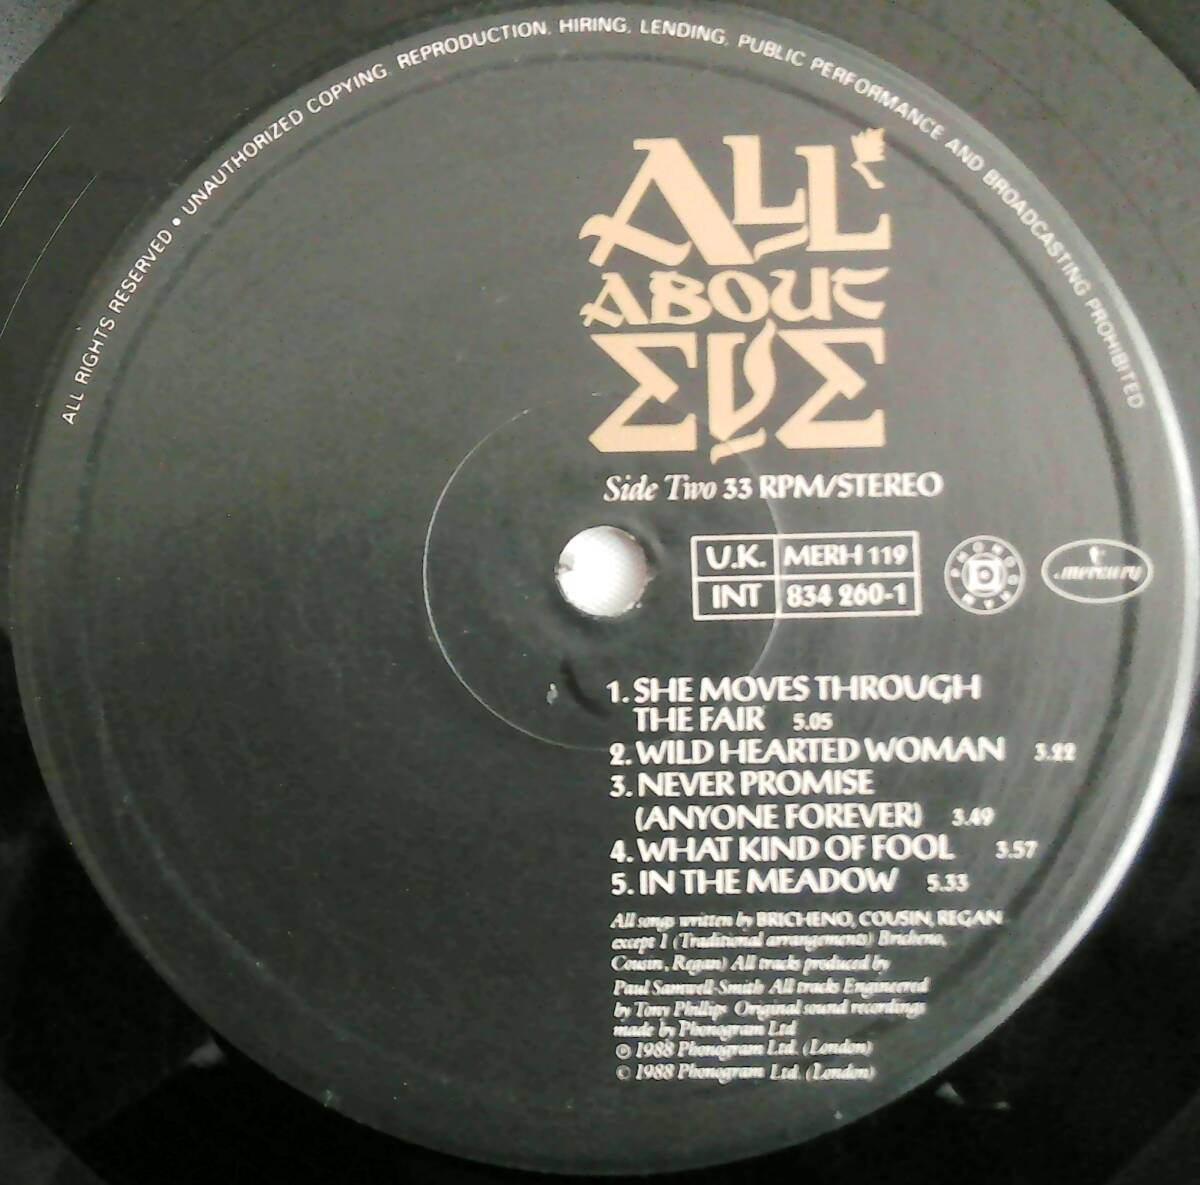 ALL RIGHTS RESERVED • UNAUTHORIZED COPYING. REPRODUCTION, HIRING, LENDING, PUBLIC PERFORMANCE AND BROADCASTING PROHIBITED
ALL
ABOUT
EVE
Side Two 33 RPM/STEREO
U.K. MERH 119
INT 834 260-1
PHONOGRAM
mercury
1. SHE MOVES THROUGH
THE FAIR 5.05
2. WILD HEARTED WOMAN 3.22
3. NEVER PROMISE
(ANYONE FOREVER) 3.49
4. WHAT KIND OF FOOL 3.57
5. IN THE MEADOW 5.33
All songs written by BRICHENO, COUSIN, REGAN
except 1 (Traditional arrangements) Bricheno,
Cousin, Regan) All tracks produced by
Paul Samwell-Smith All tracks Engineered
by Tony Phillips Original sound recordings
made by Phonogram Ltd
℗ 1988 Phonogram Ltd. (London)
© 1988 Phonogram Ltd. (London)